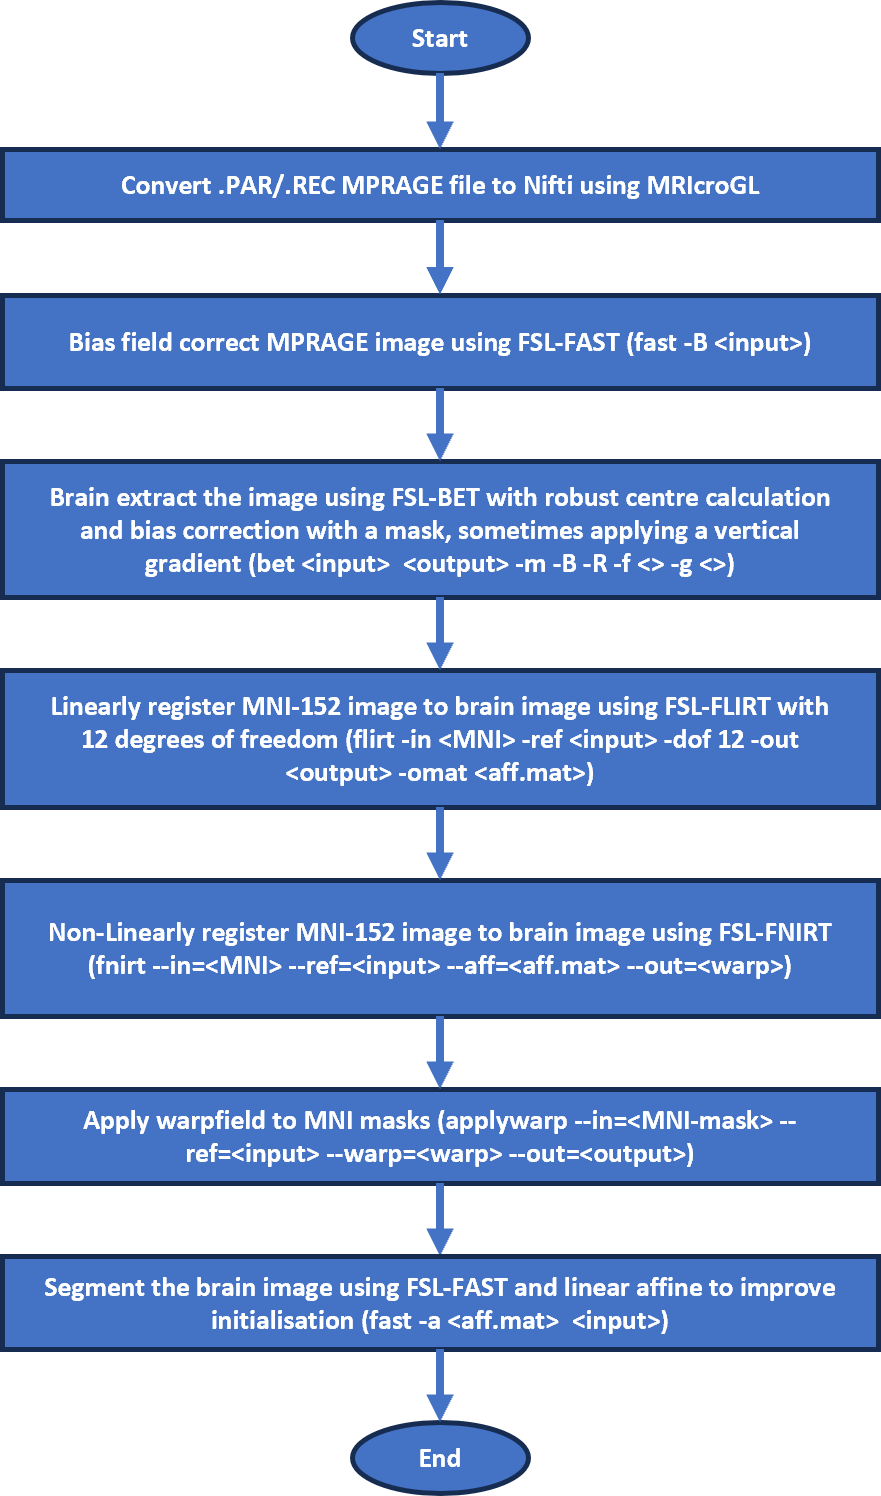 Start
Convert .PAR/.REC MPRAGE file to Nifti using MRIcroGL
Bias field correct MPRAGE image using FSL-FAST (fast -B <input>)
Brain extract the image using FSL-BET with robust centre calculation
and bias correction with a mask, sometimes applying a vertical
gradient (bet <input>  <output> -m -B -R -f <> -g <>)
Linearly register MNI-152 image to brain image using FSL-FLIRT with
12 degrees of freedom (flirt -in <MNI> -ref <input> -dof 12 -out
<output> -omat <aff.mat>)
Non-Linearly register MNI-152 image to brain image using FSL-FNIRT
(fnirt --in=<MNI> --ref=<input> --aff=<aff.mat> --out=<warp>)
Apply warpfield to MNI masks (applywarp --in=<MNI-mask> --
ref=<input> --warp=<warp> --out=<output>)
Segment the brain image using FSL-FAST and linear affine to improve
initialisation (fast -a <aff.mat>  <input>)
End